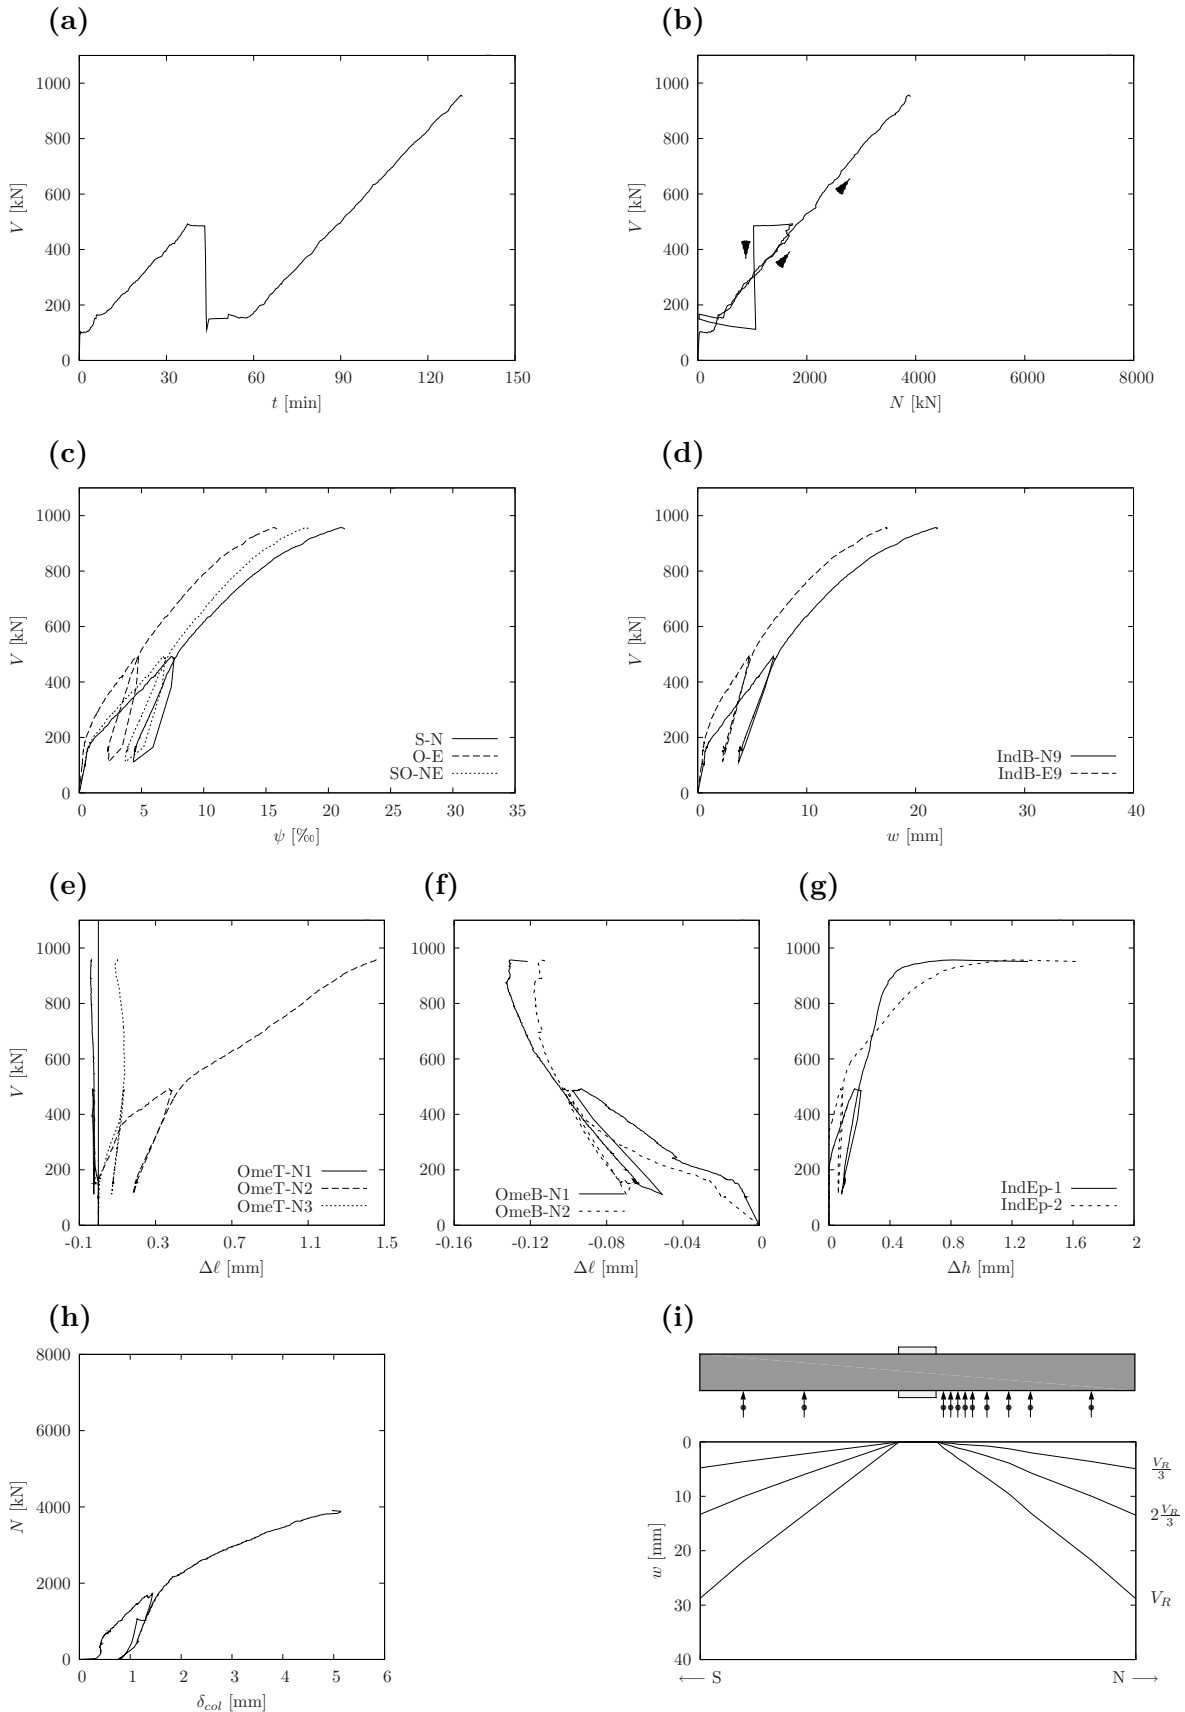 (a)
1000
800
600
400
200
0
V [kN]
0 30 60 90 120 150
t [min]
(b)
1000
800
600
400
200
0
V [kN]
0 2000 4000 6000 8000
N [kN]
(c)
1000
800
600
400
200
0
V [kN]
S-N
O-E
SO-NE
0 5 10 15 20 25 30 35
ψ [‰]
(d)
1000
800
600
400
200
0
V [kN]
IndB-N9
IndB-E9
0 10 20 30 40
w [mm]
(e)
1000
800
600
400
200
0
V [kN]
OmeT-N1
OmeT-N2
OmeT-N3
-0.1 0.3 0.7 1.1 1.5
Δℓ [mm]
(f)
1000
800
600
400
200
0
OmeB-N1
OmeB-N2
-0.16 -0.12 -0.08 -0.04 0
Δℓ [mm]
(g)
1000
800
600
400
200
0
IndEp-1
IndEp-2
0 0.4 0.8 1.2 1.6 2
Δh [mm]
(h)
8000
6000
4000
2000
0
N [kN]
0 1 2 3 4 5 6
δ_col [mm]
(i)
0
10
20
30
40
w [mm]
V_R/3
2 V_R/3
V_R
← S N →